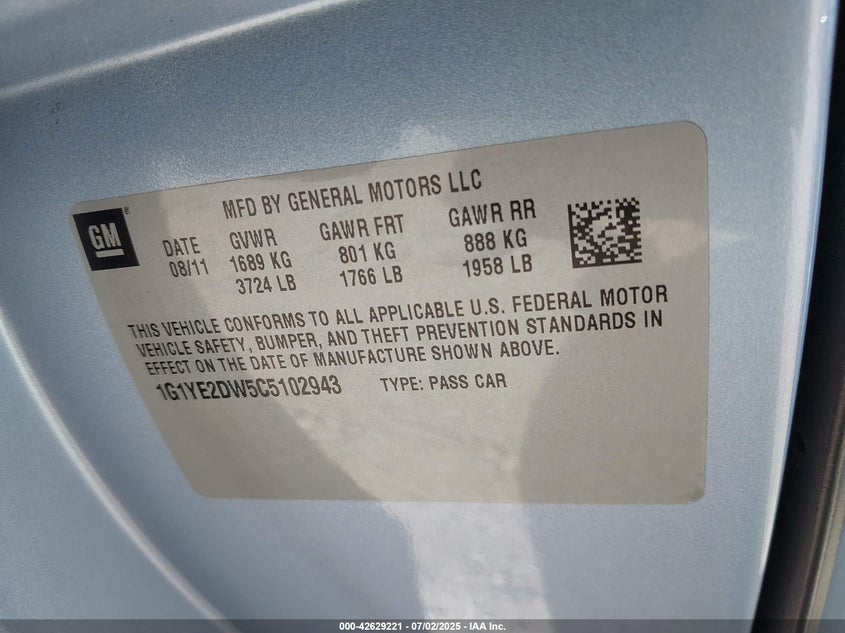 MFD BY GENERAL MOTORS LLC
GM®
DATE GVWR GAWR FRT GAWR RR
08/11 1689 KG 801 KG 888 KG
3724 LB 1766 LB 1958 LB
THIS VEHICLE CONFORMS TO ALL APPLICABLE U.S. FEDERAL MOTOR
VEHICLE SAFETY, BUMPER, AND THEFT PREVENTION STANDARDS IN
EFFECT ON THE DATE OF MANUFACTURE SHOWN ABOVE.
1G1YE2DW5C5102943 TYPE: PASS CAR
000-42629221 - 07/02/2025 - IAA Inc.